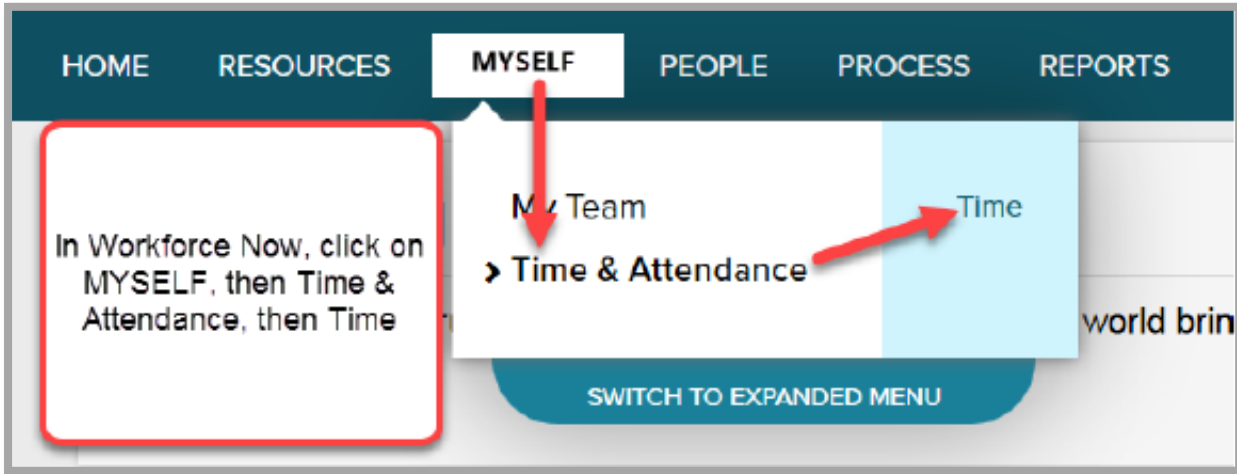 HOME RESOURCES MYSELF PEOPLE PROCESS REPORTS
In Workforce Now, click on
MYSELF, then Time &
Attendance, then Time
My Team
Time
> Time & Attendance
world brin
SWITCH TO EXPANDED MENU